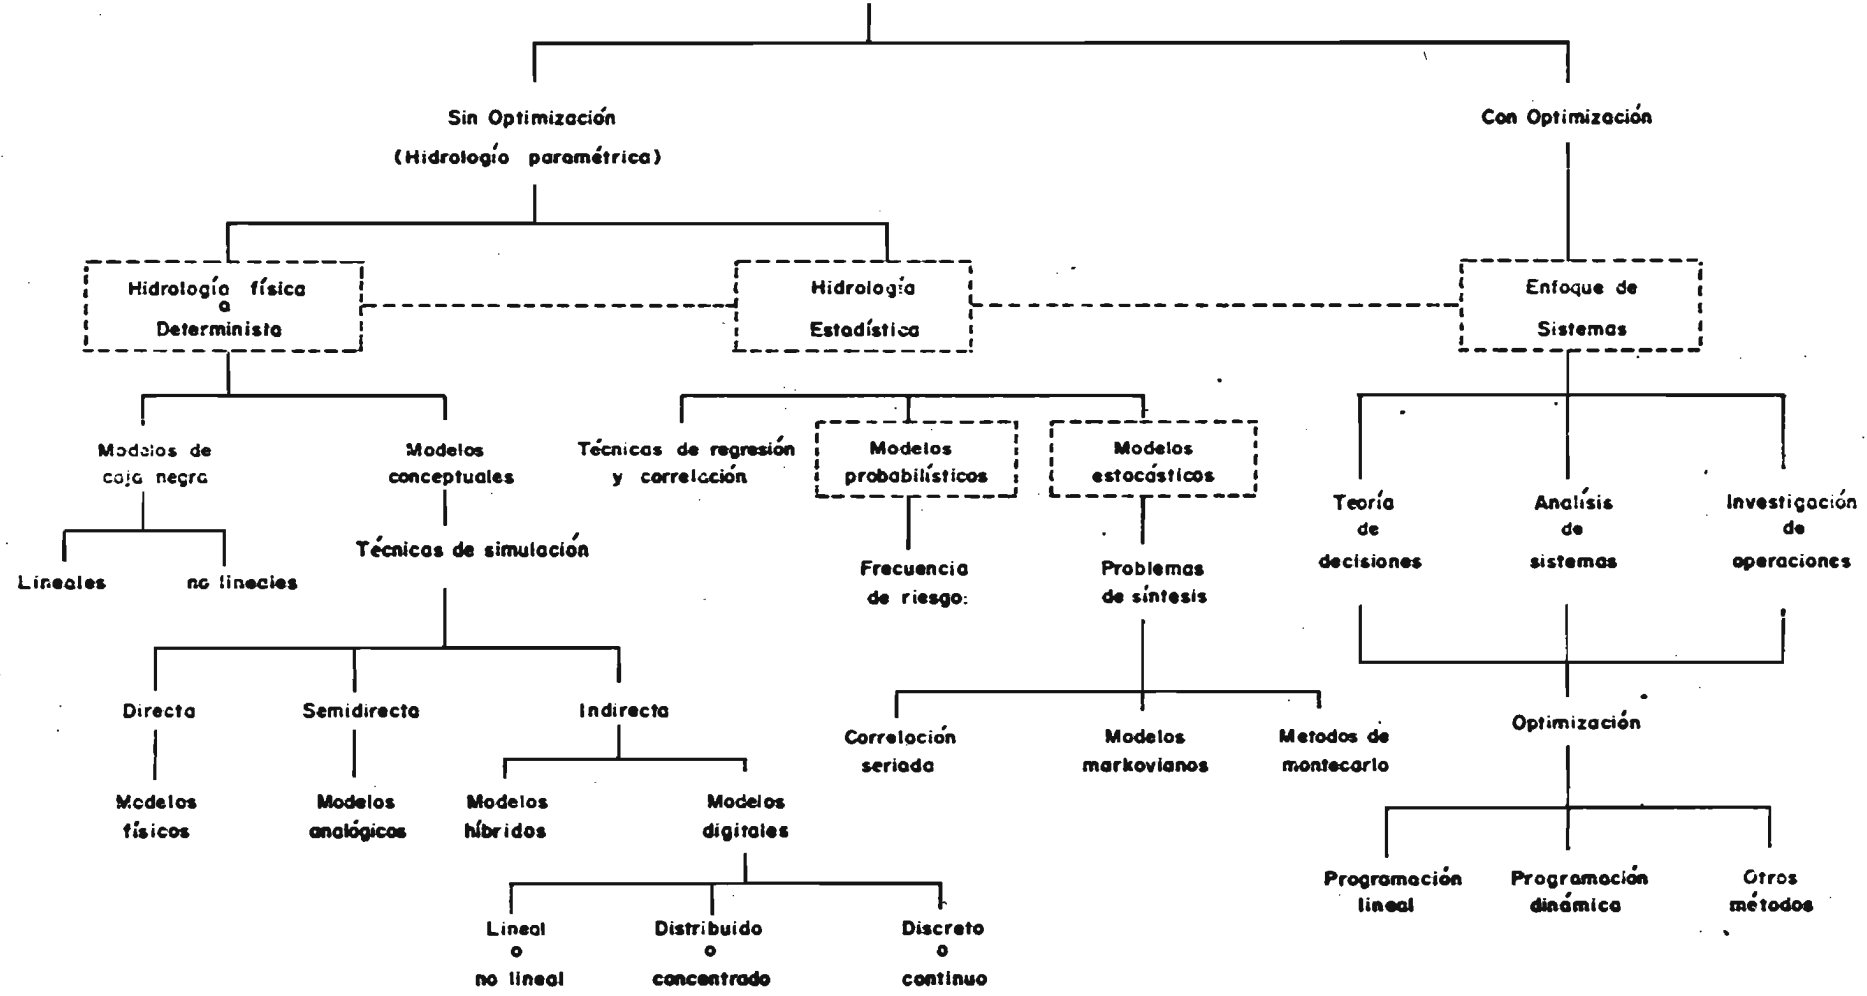 Sin Optimización
(Hidrología paramétrica)
Con Optimización
Hidrología física
o
Determinista
Hidrología
Estadística
Enfoque de
Sistemas
Modelos de
caja negra
Modelos
conceptuales
Técnicas de regresión
y correlación
Modelos
probabilísticos
Modelos
estocásticos
Teoría
de
decisiones
Análisis
de
sistemas
Investigación
de
operaciones
Lineales
no lineales
Técnicas de simulación
Frecuencia
de riesgo:
Problemas
de síntesis
Directa
Semidirecta
Indirecta
Correlación
seriada
Modelos
markovianos
Metodos de
montecarlo
Optimización
Modelos
físicos
Modelos
analógicos
Modelos
híbridos
Modelos
digitales
Programación
lineal
Programación
dinámica
Otros
métodos
Lineal
o
no lineal
Distribuido
o
concentrado
Discreto
o
continuo